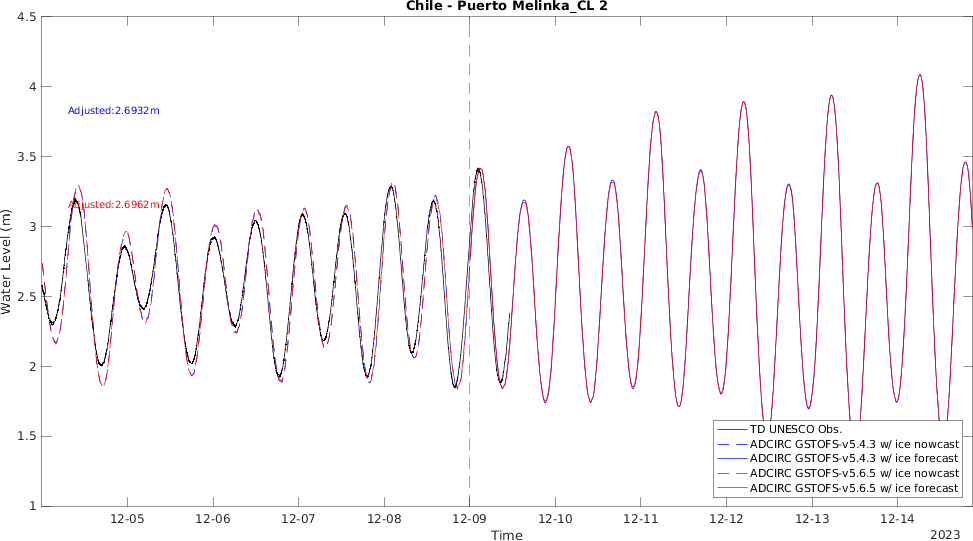 Chile - Puerto Melinka_CL 2
4.5
4
3.5
3
2.5
2
1.5
1
Water Level (m)
Adjusted:2.6932m
Adjusted:2.6962m
TD UNESCO Obs.
ADCIRC GSTOFS-v5.4.3 w/ ice nowcast
ADCIRC GSTOFS-v5.4.3 w/ ice forecast
ADCIRC GSTOFS-v5.6.5 w/ ice nowcast
ADCIRC GSTOFS-v5.6.5 w/ ice forecast
12-05 12-06 12-07 12-08 12-09 12-10 12-11 12-12 12-13 12-14
Time
2023